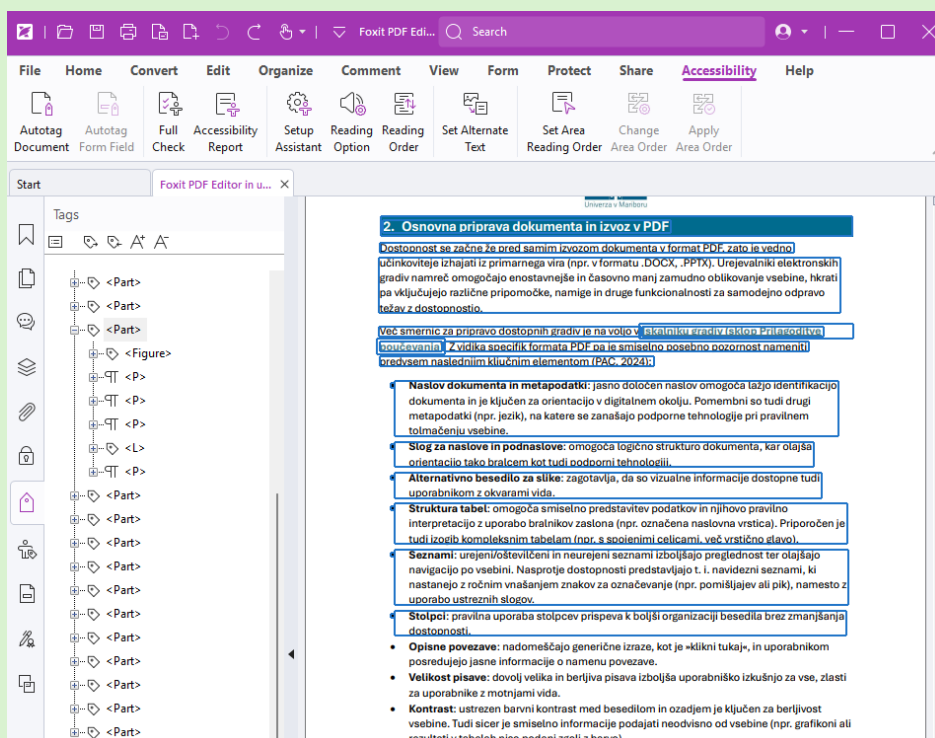 Foxit PDF Edi...
Search
File Home Convert Edit Organize Comment View Form Protect Share Accessibility Help
Autotag Document
Autotag Form Field
Full Check
Accessibility Report
Setup Assistant
Reading Option
Reading Order
Set Alternate Text
Set Area Reading Order
Change Area Order
Apply Area Order
Start
Foxit PDF Editor in u...
Tags
<Part>
<Part>
<Part>
<Figure>
<P>
<P>
<P>
<L>
<P>
<Part>
<Part>
<Part>
<Part>
<Part>
<Part>
<Part>
<Part>
<Part>
<Part>
<Part>
Univerza v Mariboru
2. Osnovna priprava dokumenta in izvoz v PDF
Dostopnost se začne že pred samim izvozom dokumenta v format PDF, zato je vedno
učinkoviteje izhajati iz primarnega vira (npr. v formatu .DOCX, .PPTX). Urejevalniki elektronskih
gradiv namreč omogočajo enostavnejše in časovno manj zamudno oblikovanje vsebine, hkrati
pa vključujejo različne pripomočke, namige in druge funkcionalnosti za samodejno odpravo
težav z dostopnostjo.
Več smernic za pripravo dostopnih gradiv je na voljo v iskalniku gradiv (sklop Prilagoditve
poučevanja). Z vidika specifik formata PDF pa je smiselno posebno pozornost nameniti
predvsem naslednjim ključnim elementom (PAC, 2024):
Naslov dokumenta in metapodatki: jasno določen naslov omogoča lažjo identifikacijo
dokumenta in je ključen za orientacijo v digitalnem okolju. Pomembni so tudi drugi
metapodatki (npr. jezik), na katere se zanašajo podporne tehnologije pri pravilnem
tolmačenju vsebine.
Slog za naslove in podnaslove: omogoča logično strukturo dokumenta, kar olajša
orientacijo tako bralcem kot tudi podporni tehnologiji.
Alternativno besedilo za slike: zagotavlja, da so vizualne informacije dostopne tudi
uporabnikom z okvarami vida.
Struktura tabel: omogoča smiselno predstavitev podatkov in njihovo pravilno
interpretacijo z uporabo bralnikov zaslona (npr. označena naslovna vrstica). Priporočen je
tudi izogib kompleksnim tabelam (npr. s spojenimi celicami, več vrstično glavo).
Seznami: urejeni/oštevilčeni in neurejeni seznami izboljšajo preglednost ter olajšajo
navigacijo po vsebini. Nasprotje dostopnosti predstavljajo t. i. navidezni seznami, ki
nastanejo z ročnim vnašanjem znakov za označevanje (npr. pomišljajev ali pik), namesto z
uporabo ustreznih slogov.
Stolpci: pravilna uporaba stolpcev prispeva k boljši organizaciji besedila brez zmanjšanja
dostopnosti.
• Opisne povezave: nadomeščajo generične izraze, kot je »klikni tukaj«, in uporabnikom
posredujejo jasne informacije o namenu povezave.
• Velikost pisave: dovolj velika in berljiva pisava izboljša uporabniško izkušnjo za vse, zlasti
za uporabnike z motnjami vida.
• Kontrast: ustrezen barvni kontrast med besedilom in ozadjem je ključen za berljivost
vsebine. Tudi sicer je smiselno informacije podajati neodvisno od vsebine (npr. grafikoni ali